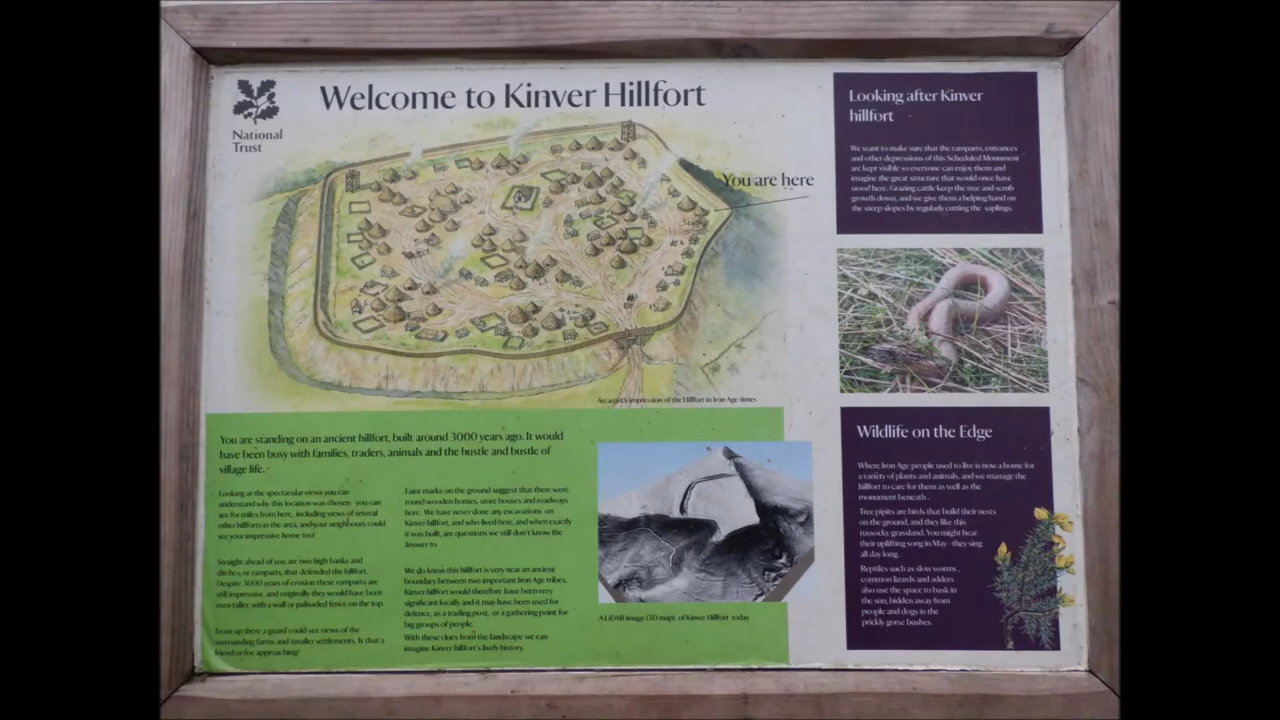 Welcome to Kinver Hillfort
National
Trust
You are here
An artist's impression of the Hillfort in Iron Age times
You are standing on an ancient hillfort, built around 3000 years ago. It would
have been busy with families, traders, animals and the hustle and bustle of
village life.
Looking at the spectacular views you can
understand why this location was chosen - you can
see for miles from here, including views of several
other hillforts in the area, and your neighbours could
see your impressive home too!
Straight ahead of you are two high banks and
ditches, or ramparts, that defended the hillfort.
Despite 3000 years of erosion these ramparts are
still impressive, and originally they would have been
even taller, with a wall or palisaded fence on the top.
From up there a guard could see views of the
surrounding farms and smaller settlements. Is that a
friend or foe approaching?
Faint marks on the ground suggest that there were
round wooden homes, store houses and roadways
here. We have never done any excavations on
Kinver hillfort, and who lived here, and when exactly
it was built, are questions we still don't know the
answer to.
We do know this hillfort is very near an ancient
boundary between two important Iron Age tribes.
Kinver hillfort would therefore have been very
significant locally and it may have been used for
defence, as a trading post, or a gathering point for
big groups of people.
With these clues from the landscape we can
imagine Kinver hillfort's lively history.
A LiDAR image (3D map) of Kinver Hillfort today
Looking after Kinver
hillfort
We want to make sure that the ramparts, entrances
and other depressions of this Scheduled Monument
are kept visible so everyone can enjoy them and
imagine the great structure that would once have
stood here. Grazing cattle keep the tree and scrub
growth down, and we give them a helping hand on
the steep slopes by regularly cutting the saplings.
Wildlife on the Edge
Where Iron Age people used to live is now a home for
a variety of plants and animals, and we manage the
hillfort to care for them as well as the
monument beneath.
Tree pipits are birds that build their nests
on the ground, and they like this
tussocky grassland. You might hear
their uplifting song in May - they sing
all day long.
Reptiles such as slow worms,
common lizards and adders
also use the space to bask in
the sun, hidden away from
people and dogs in the
prickly gorse bushes.